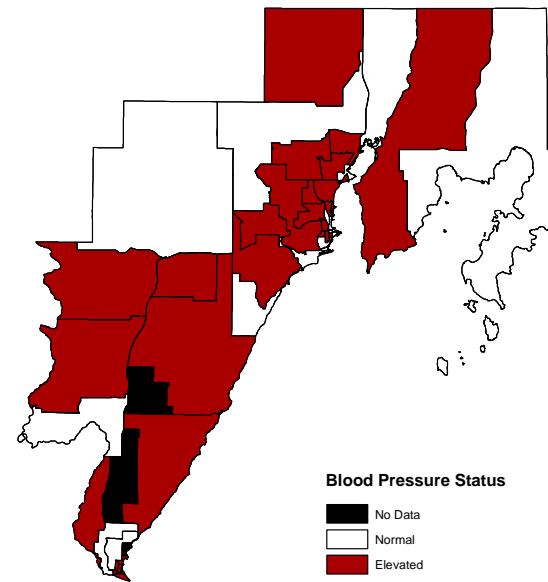 Blood Pressure Status
No Data
Normal
Elevated